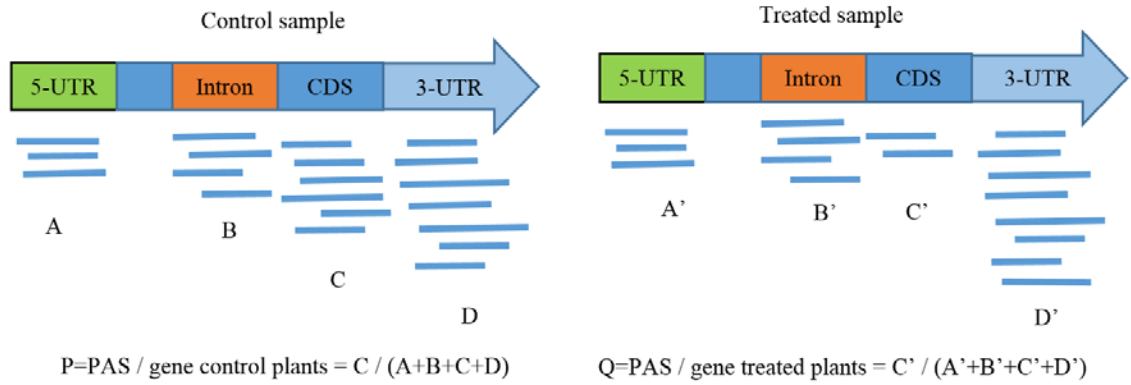 Control sample
5-UTR Intron CDS 3-UTR
A
B
C
D
P=PAS / gene control plants = C / (A+B+C+D)
Treated sample
5-UTR Intron CDS 3-UTR
A’
B’
C’
D’
Q=PAS / gene treated plants = C’ / (A’+B’+C’+D’)